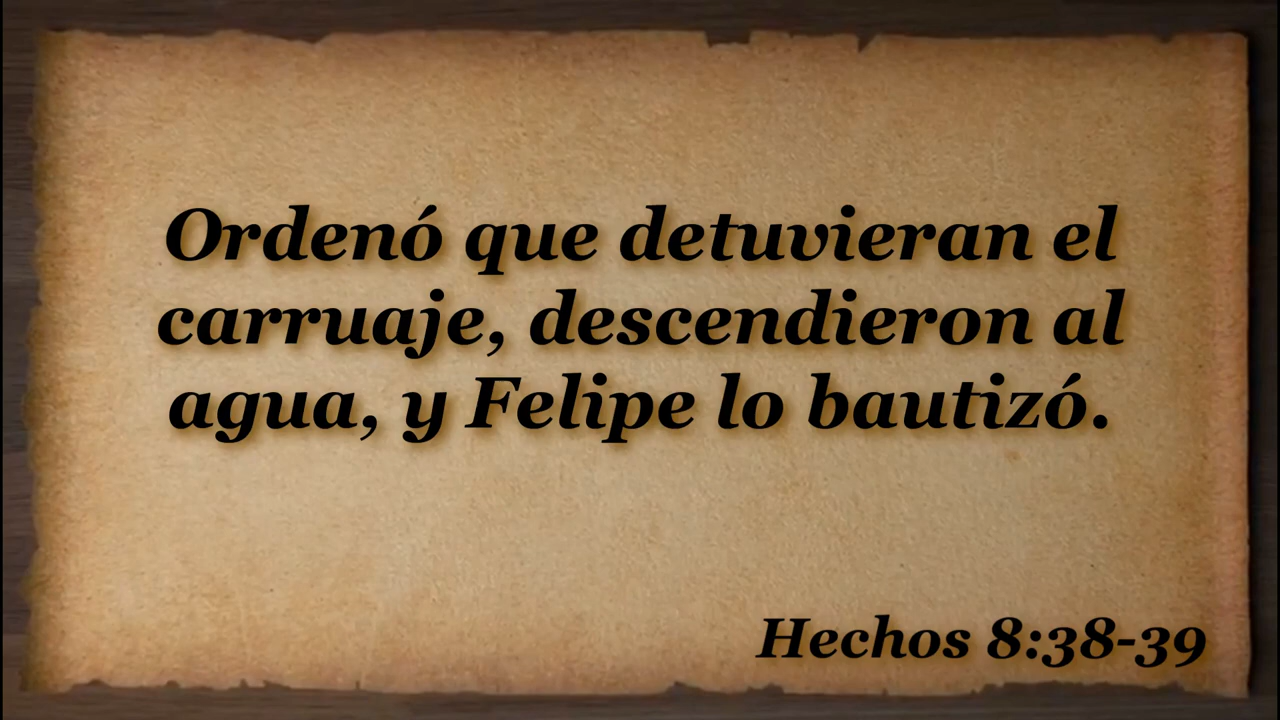 Ordenó que detuvieran el
carruaje, descendieron al
agua, y Felipe lo bautizó.
Hechos 8:38-39